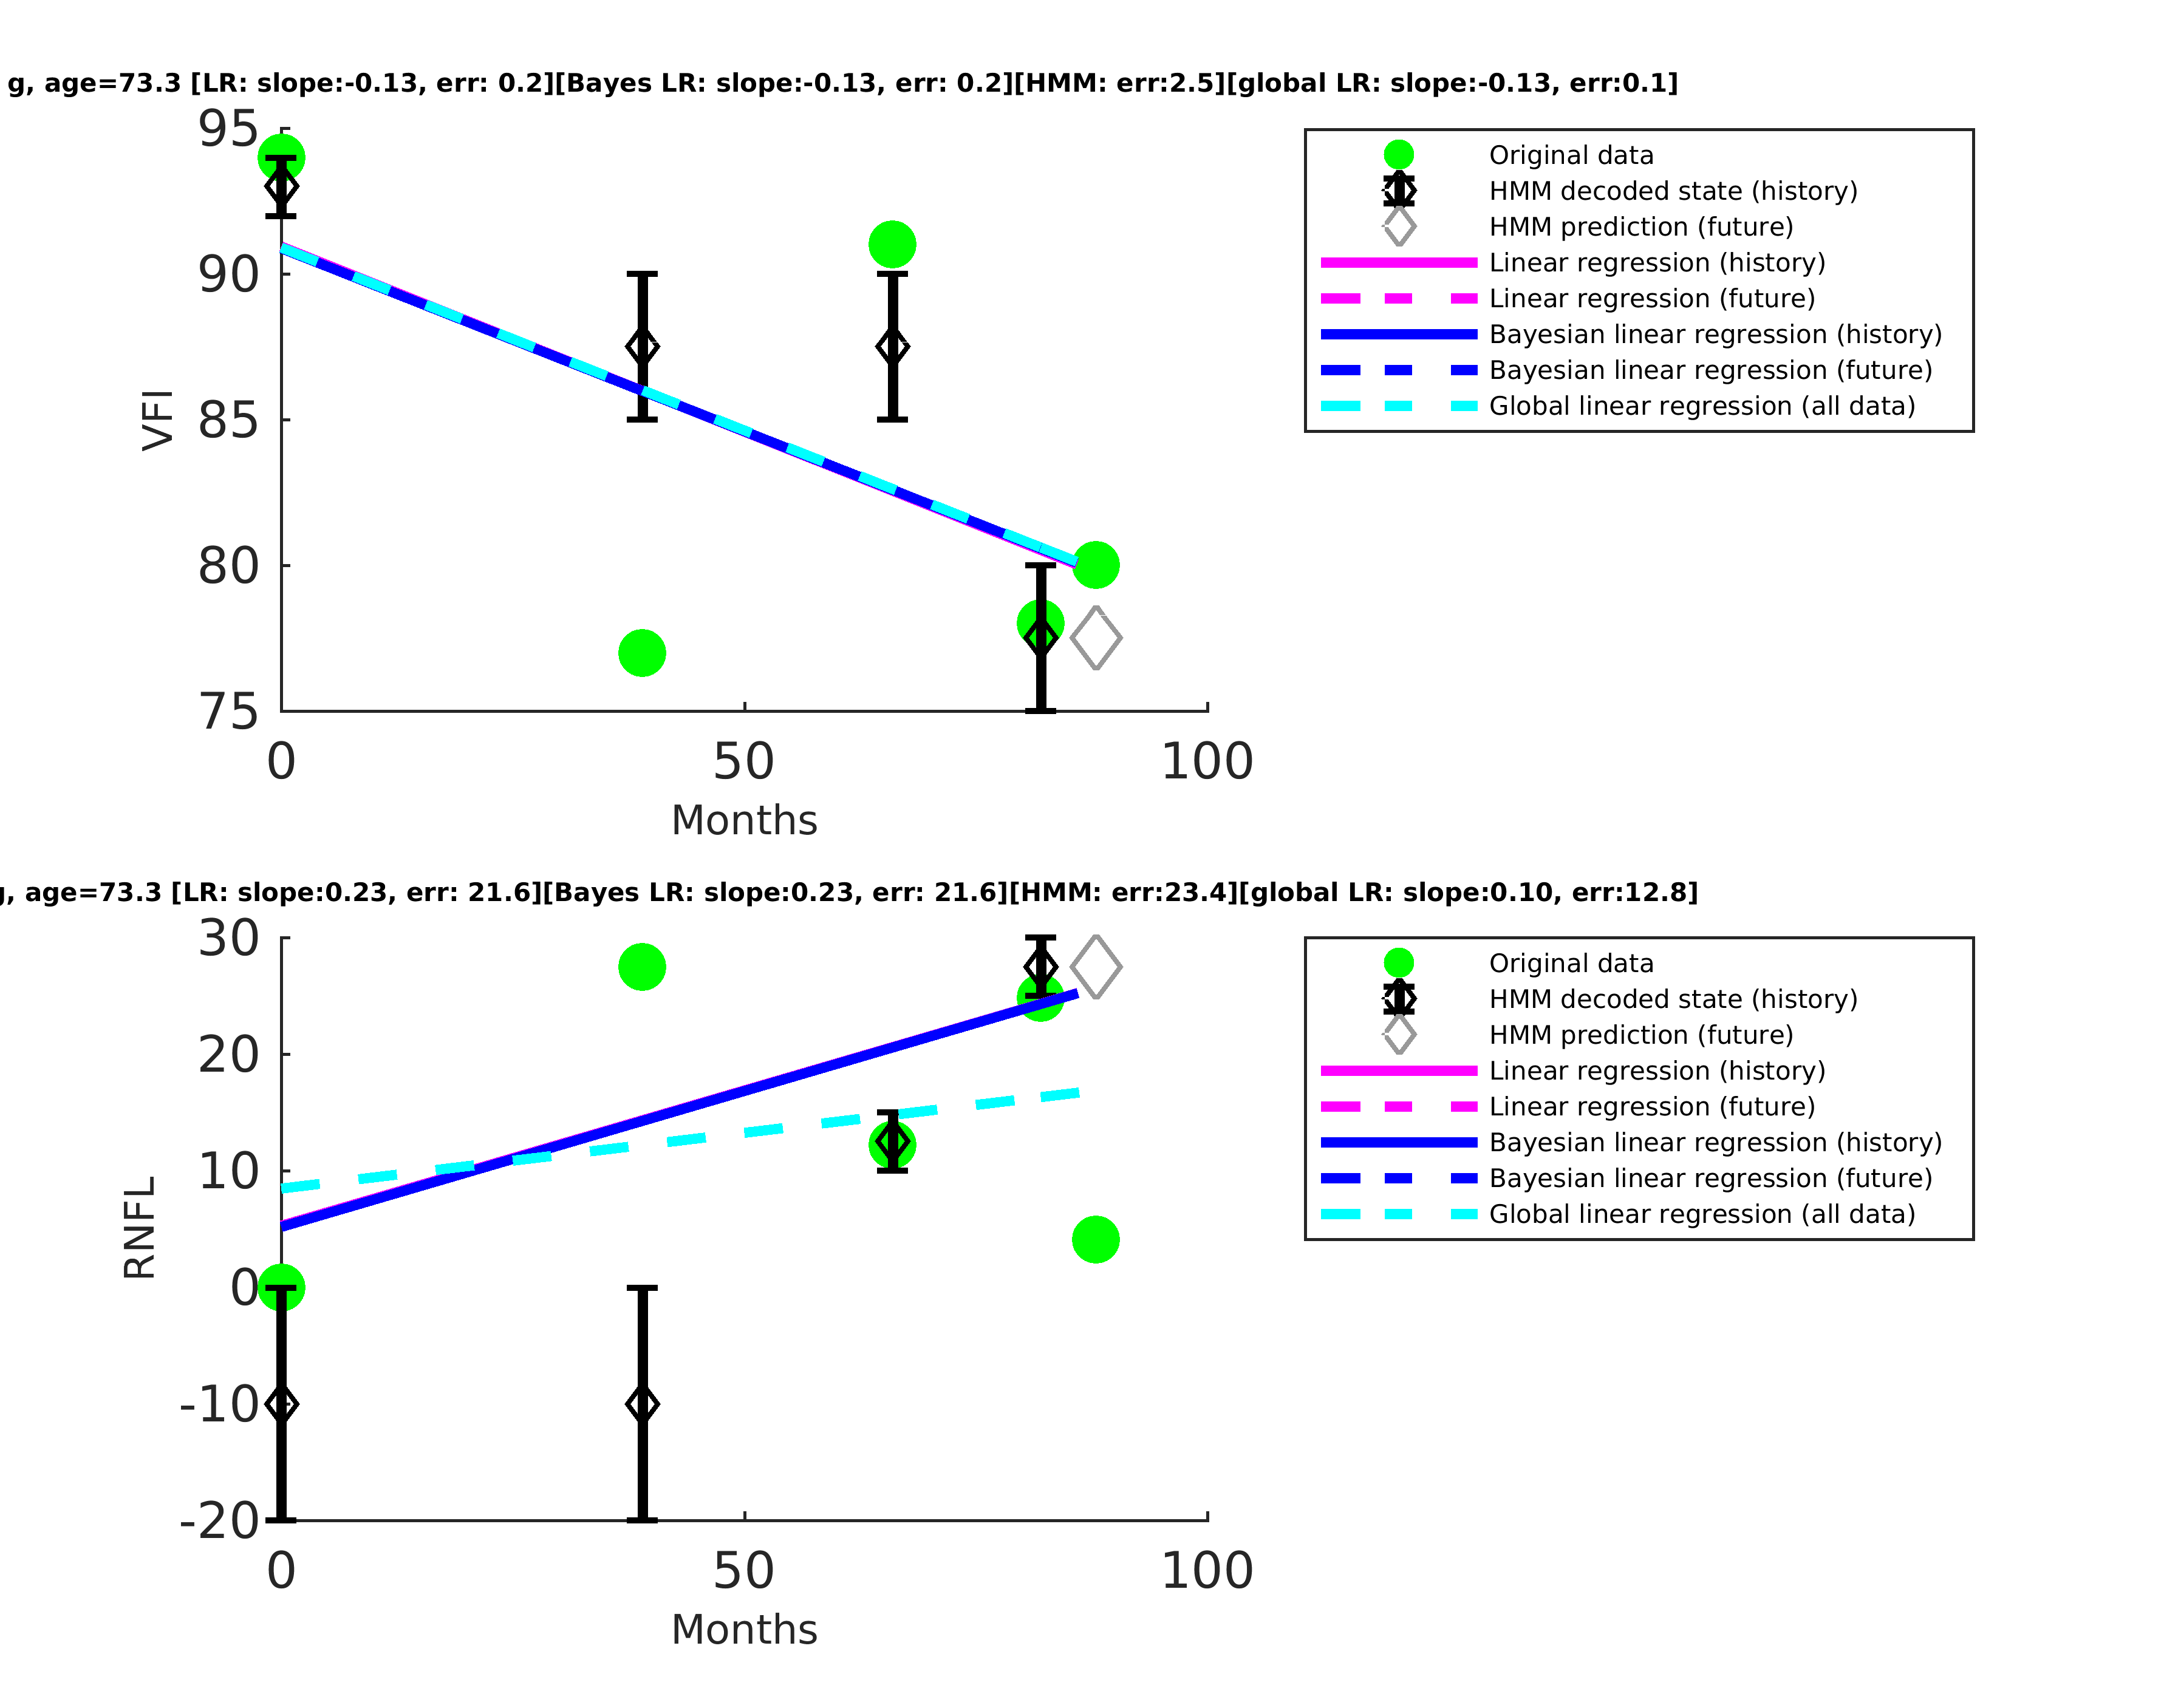 g, age=73.3 [LR: slope:-0.13, err: 0.2][Bayes LR: slope:-0.13, err: 0.2][HMM: err:2.5][global LR: slope:-0.13, err:0.1]
95
90
85
80
75
VFI
0 50 100
Months
Original data
HMM decoded state (history)
HMM prediction (future)
Linear regression (history)
Linear regression (future)
Bayesian linear regression (history)
Bayesian linear regression (future)
Global linear regression (all data)
g, age=73.3 [LR: slope:0.23, err: 21.6][Bayes LR: slope:0.23, err: 21.6][HMM: err:23.4][global LR: slope:0.10, err:12.8]
30
20
10
0
-10
-20
RNFL
0 50 100
Months
Original data
HMM decoded state (history)
HMM prediction (future)
Linear regression (history)
Linear regression (future)
Bayesian linear regression (history)
Bayesian linear regression (future)
Global linear regression (all data)